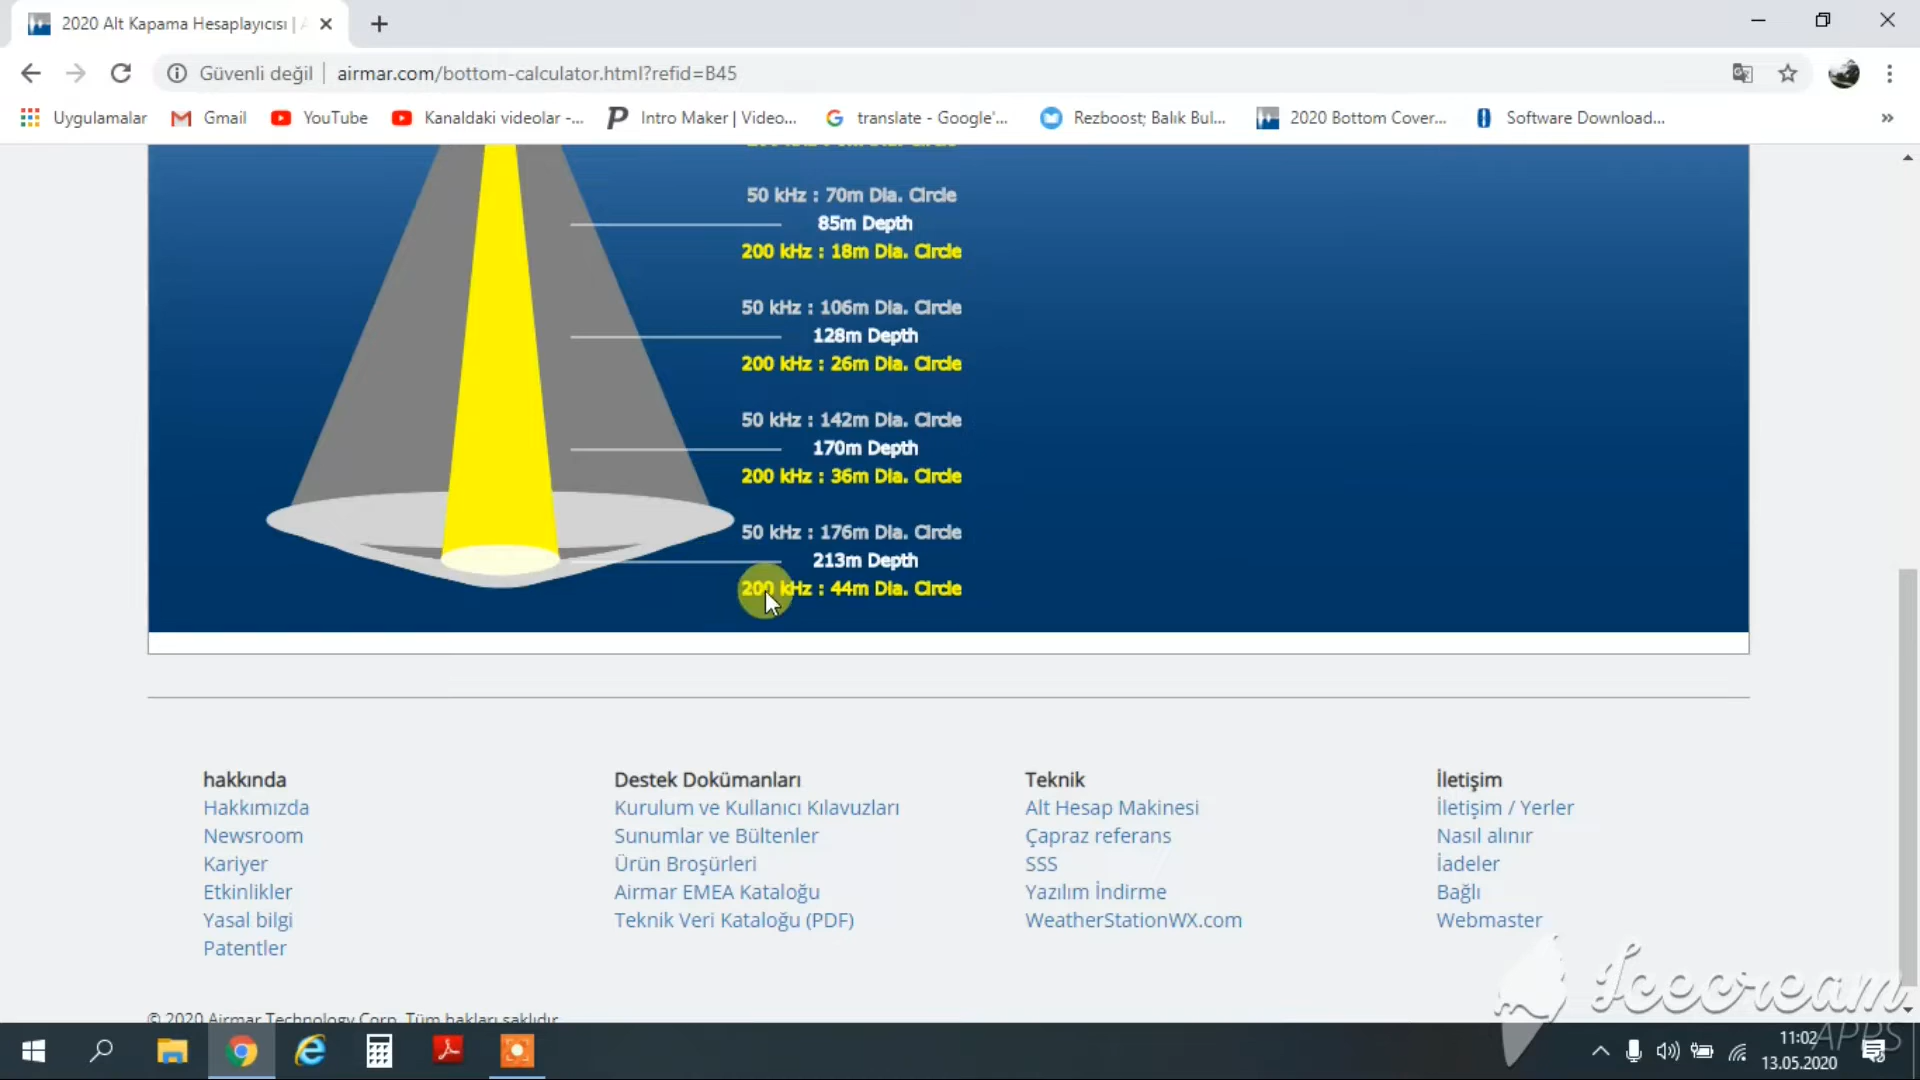 2020 Alt Kapama Hesaplayıcısı |
Güvenli değil | airmar.com/bottom-calculator.html?refid=B45
Uygulamalar Gmail YouTube Kanaldaki videolar -... Intro Maker | Video... translate - Google'... Rezboost; Balık Bul... 2020 Bottom Cover... Software Download... »
50 kHz : 70m Dia. Circle
85m Depth
200 kHz : 18m Dia. Circle
50 kHz : 106m Dia. Circle
128m Depth
200 kHz : 26m Dia. Circle
50 kHz : 142m Dia. Circle
170m Depth
200 kHz : 36m Dia. Circle
50 kHz : 176m Dia. Circle
213m Depth
200 kHz : 44m Dia. Circle
hakkında
Hakkımızda
Newsroom
Kariyer
Etkinlikler
Yasal bilgi
Patentler
Destek Dokümanları
Kurulum ve Kullanıcı Kılavuzları
Sunumlar ve Bültenler
Ürün Broşürleri
Airmar EMEA Kataloğu
Teknik Veri Kataloğu (PDF)
Teknik
Alt Hesap Makinesi
Çapraz referans
SSS
Yazılım İndirme
WeatherStationWX.com
İletişim
İletişim / Yerler
Nasıl alınır
İadeler
Bağlı
Webmaster
© 2020 Airmar Technology Corp. Tüm hakları saklıdır
Icecream
APPS
11:02
13.05.2020